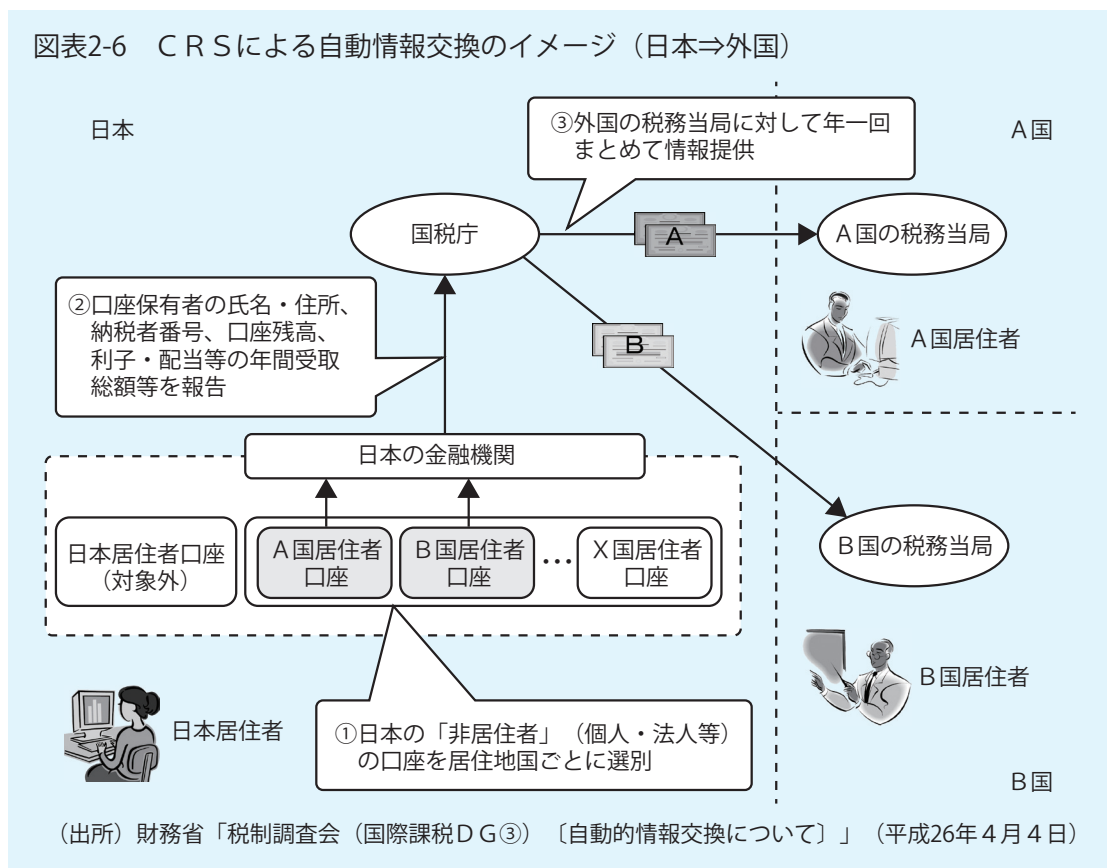 図表2-6　ＣＲＳによる自動情報交換のイメージ（日本⇒外国）
日本
③外国の税務当局に対して年一回
まとめて情報提供
Ａ国
国税庁
A
Ａ国の税務当局
②口座保有者の氏名・住所、
納税者番号、口座残高、
利子・配当等の年間受取
総額等を報告
B
Ａ国居住者
日本の金融機関
日本居住者口座
（対象外）
Ａ国居住者
口座
Ｂ国居住者
口座
…
Ｘ国居住者
口座
Ｂ国の税務当局
日本居住者
①日本の「非居住者」（個人・法人等）
の口座を居住地国ごとに選別
Ｂ国居住者
Ｂ国
（出所）財務省「税制調査会（国際課税ＤＧ③）〔自動的情報交換について〕」（平成26年４月４日）